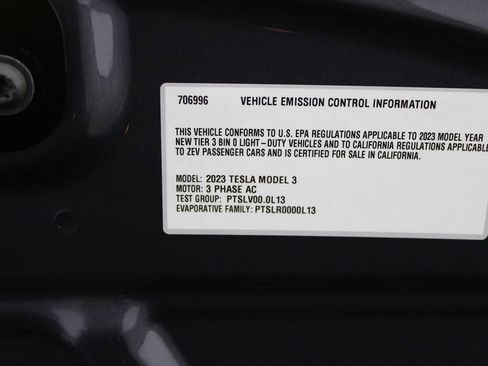 706996 VEHICLE EMISSION CONTROL INFORMATION
THIS VEHICLE CONFORMS TO U.S. EPA REGULATIONS APPLICABLE TO 2023 MODEL YEAR
NEW TIER 3 BIN 0 LIGHT-DUTY VEHICLES AND TO CALIFORNIA REGULATIONS APPLICABLE
TO ZEV PASSENGER CARS AND IS CERTIFIED FOR SALE IN CALIFORNIA.
MODEL: 2023 TESLA MODEL 3
MOTOR: 3 PHASE AC
TEST GROUP: PTSLV00.0L13
EVAPORATIVE FAMILY: PTSLR0000L13